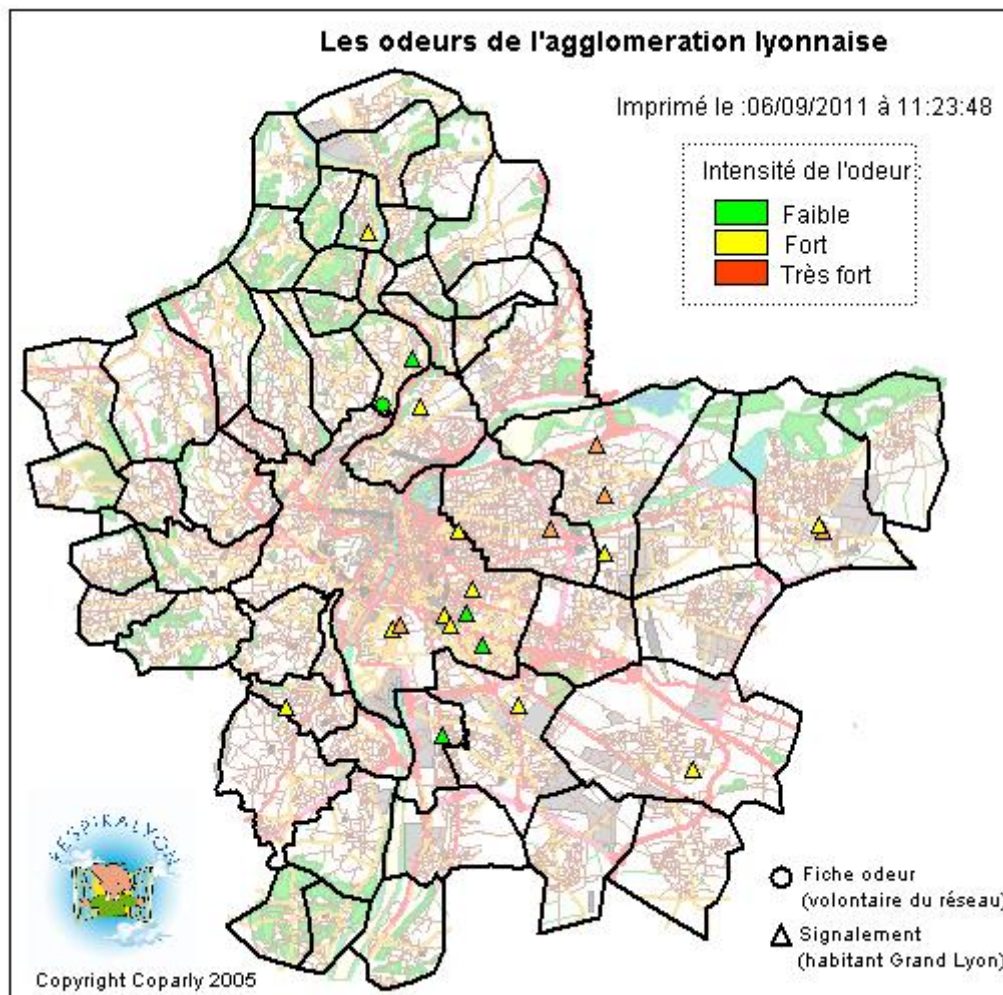 Les odeurs de l'agglomeration lyonnaise
Imprimé le :06/09/2011 à 11:23:48
Intensité de l'odeur :
Faible
Fort
Très fort
RESPIRALYON
Fiche odeur
(volontaire du réseau)
Signalement
(habitant Grand Lyon)
Copyright Coparly 2005